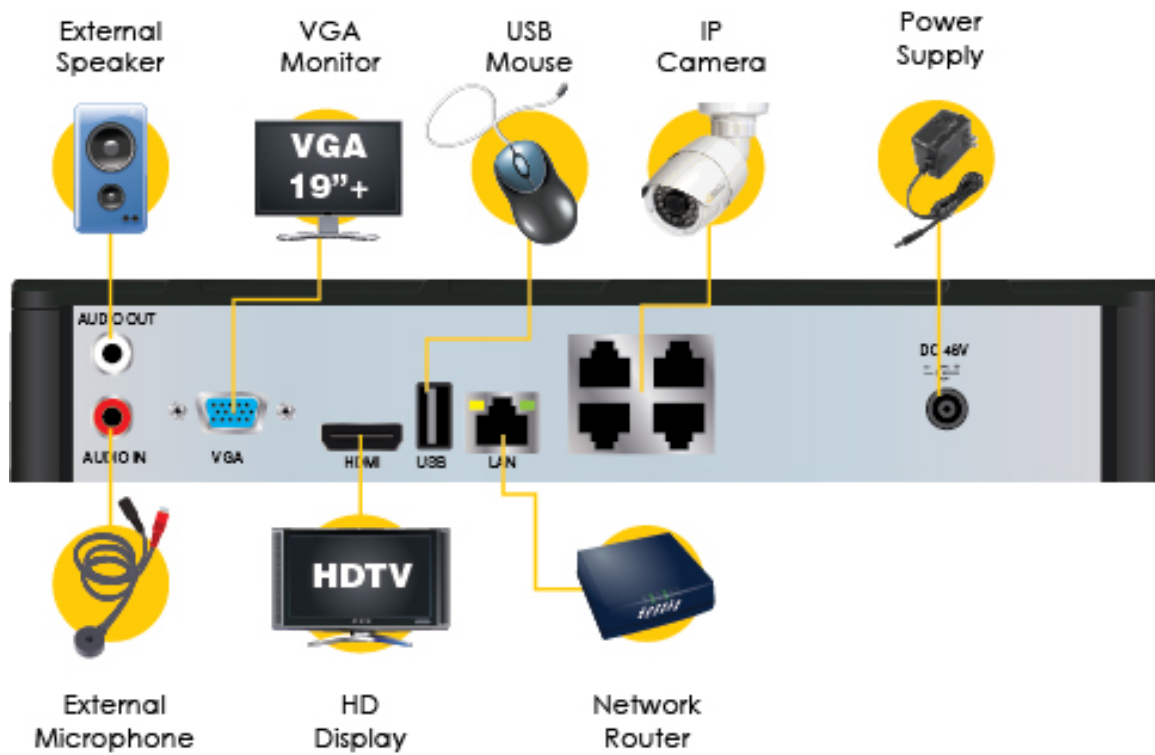 External
Speaker
VGA
Monitor
USB
Mouse
IP
Camera
Power
Supply
VGA
19"+
AUDIO OUT
DC 48V
AUDIO IN
VGA
HDMI
USB
LAN
HDTV
External
Microphone
HD
Display
Network
Router